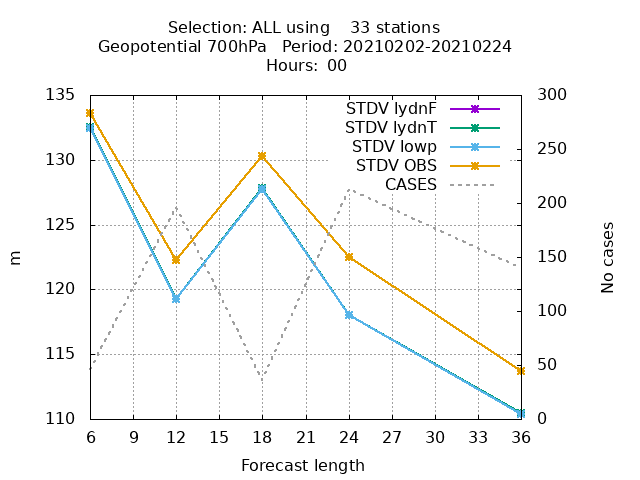 Selection: ALL using    33 stations
Geopotential 700hPa   Period: 20210202-20210224
Hours: 00
STDV IydnF
STDV IydnT
STDV lowp
STDV OBS
CASES
135
130
125
120
115
110
m
300
250
200
150
100
50
0
No cases
6 9 12 15 18 21 24 27 30 33 36
Forecast length